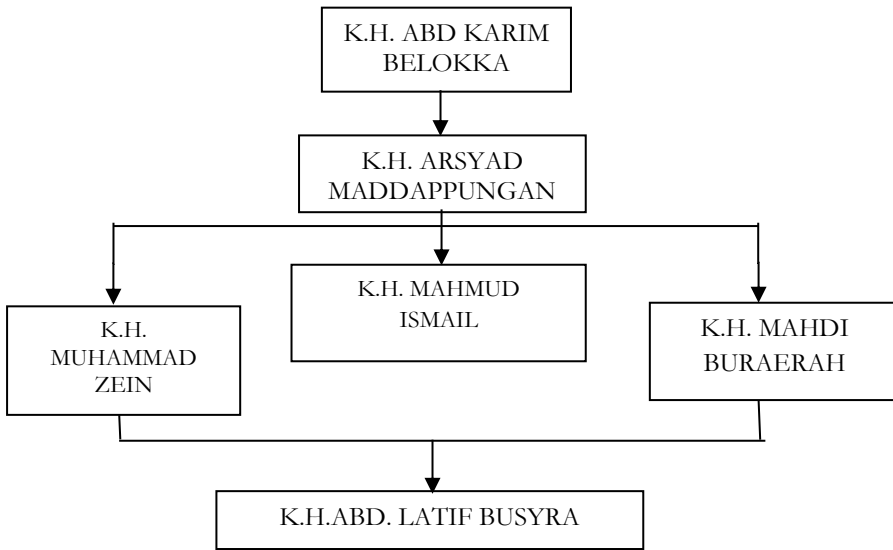 K.H. ABD KARIM
BELOKKA
K.H. ARSYAD
MADDAPPUNGAN
K.H.
MUHAMMAD
ZEIN
K.H. MAHMUD
ISMAIL
K.H. MAHDI
BURAERAH
K.H.ABD. LATIF BUSYRA